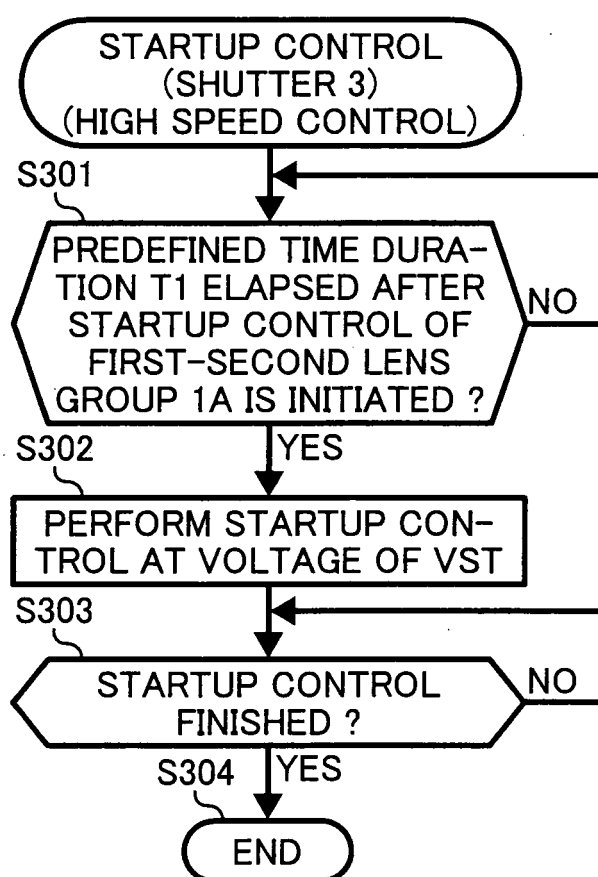 STARTUP CONTROL
(SHUTTER 3)
(HIGH SPEED CONTROL)
S301
PREDEFINED TIME DURA-
TION T1 ELAPSED AFTER
STARTUP CONTROL OF
FIRST-SECOND LENS
GROUP 1A IS INITIATED ?
NO
YES
S302
PERFORM STARTUP CON-
TROL AT VOLTAGE OF VST
S303
STARTUP CONTROL
FINISHED ?
NO
YES
S304
END